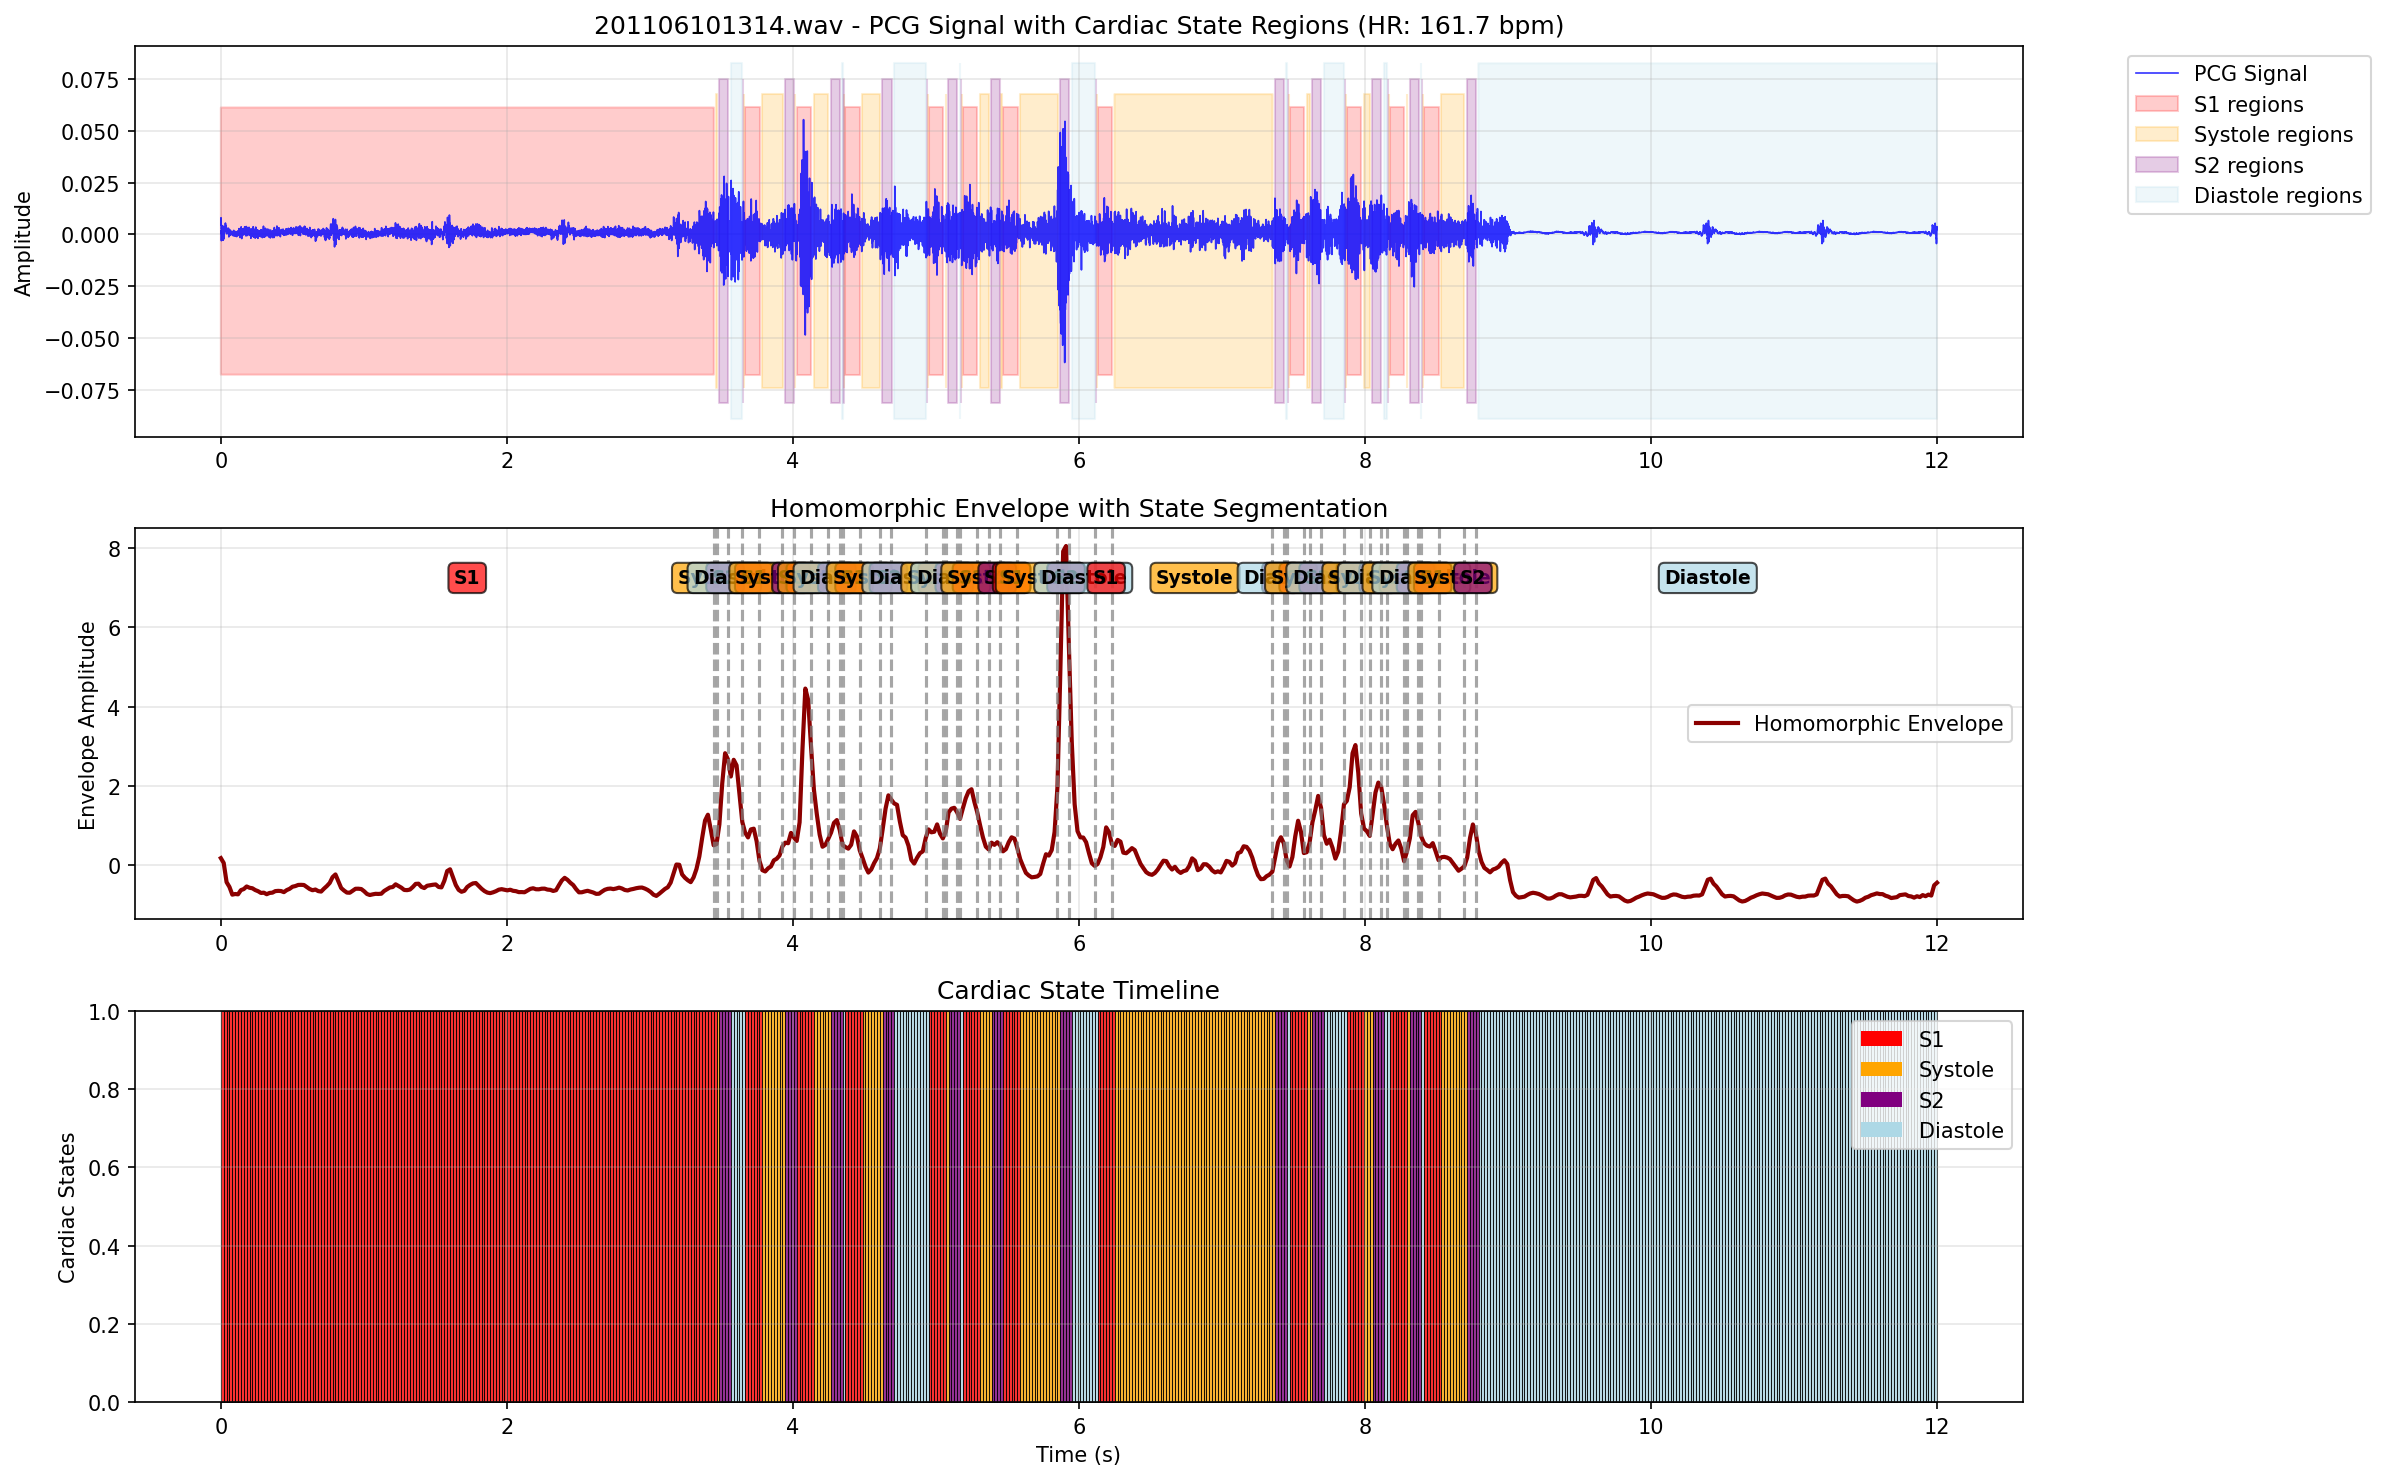 201106101314.wav - PCG Signal with Cardiac State Regions (HR: 161.7 bpm)
Amplitude
0.075
0.050
0.025
0.000
−0.025
−0.050
−0.075
0 2 4 6 8 10 12
PCG Signal
S1 regions
Systole regions
S2 regions
Diastole regions
Homomorphic Envelope with State Segmentation
Envelope Amplitude
8
6
4
2
0
S1
Systole
Diastole
S1
S2
Homomorphic Envelope
0 2 4 6 8 10 12
Cardiac State Timeline
Cardiac States
1.0
0.8
0.6
0.4
0.2
0.0
S1
Systole
S2
Diastole
0 2 4 6 8 10 12
Time (s)